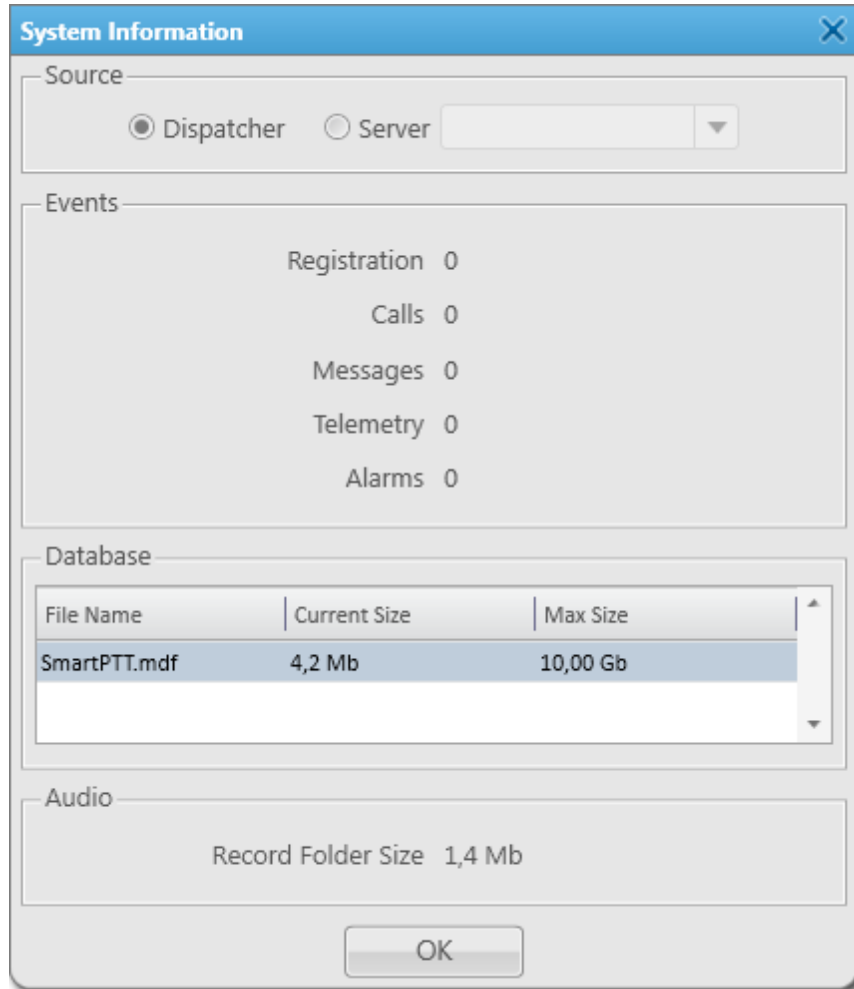 System Information
Source
Dispatcher Server
Events
Registration 0
Calls 0
Messages 0
Telemetry 0
Alarms 0
Database
File Name Current Size Max Size
SmartPTT.mdf 4,2 Mb 10,00 Gb
Audio
Record Folder Size 1,4 Mb
OK